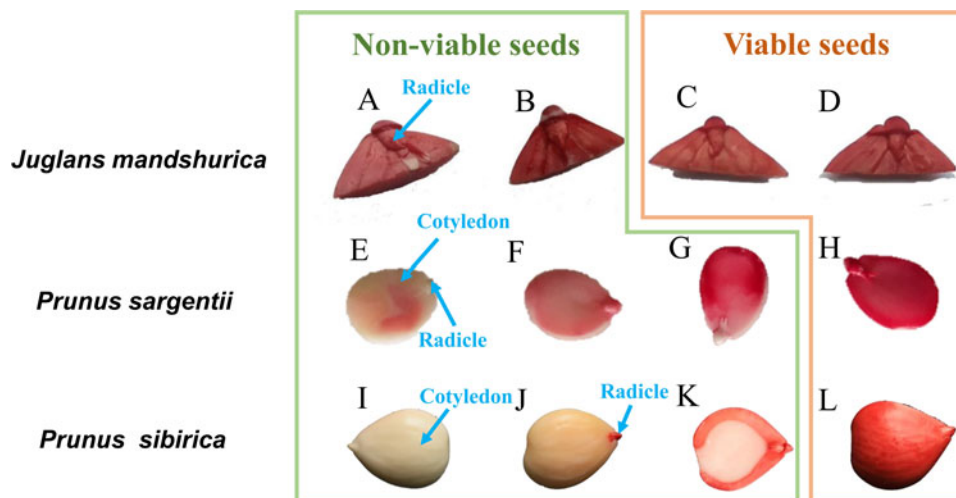 Non-viable seeds
Viable seeds
Radicle
A
B
C
D
Juglans mandshurica
Cotyledon
E
F
G
H
Prunus sargentii
Radicle
I
Cotyledon
J
Radicle
K
L
Prunus sibirica